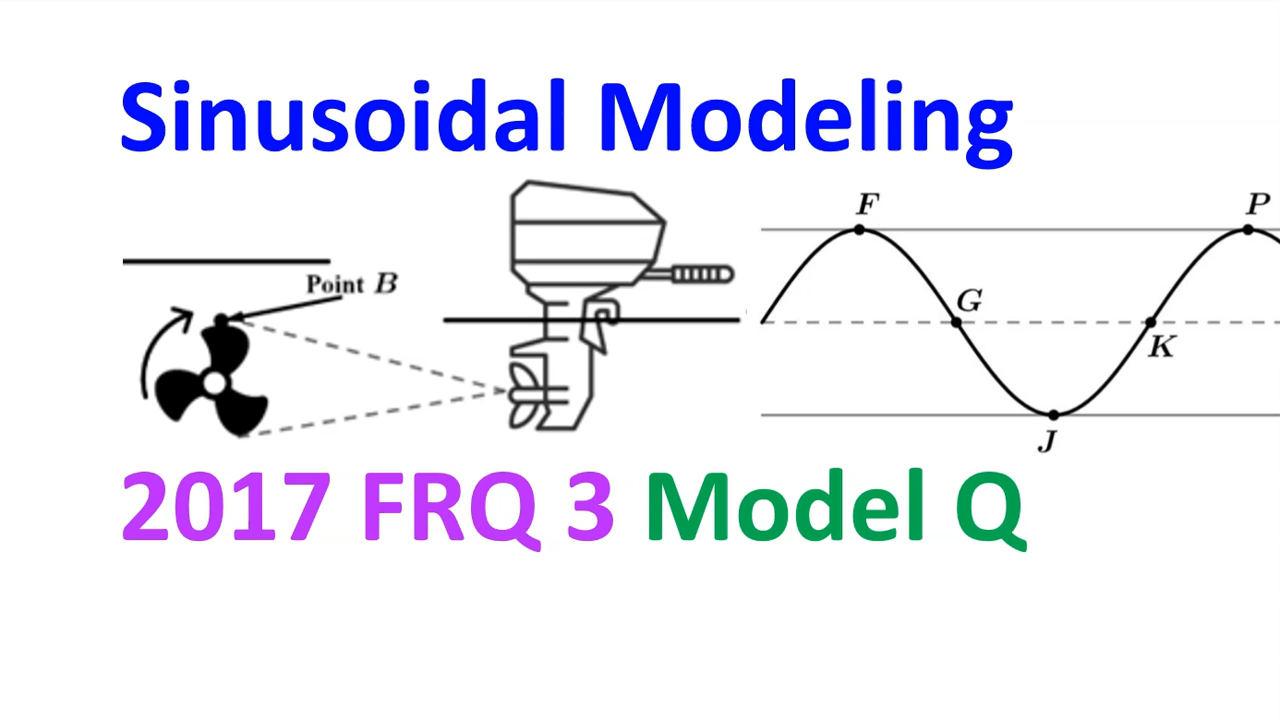 Sinusoidal Modeling
Point B
F
P
G
K
J
2017 FRQ 3 Model Q